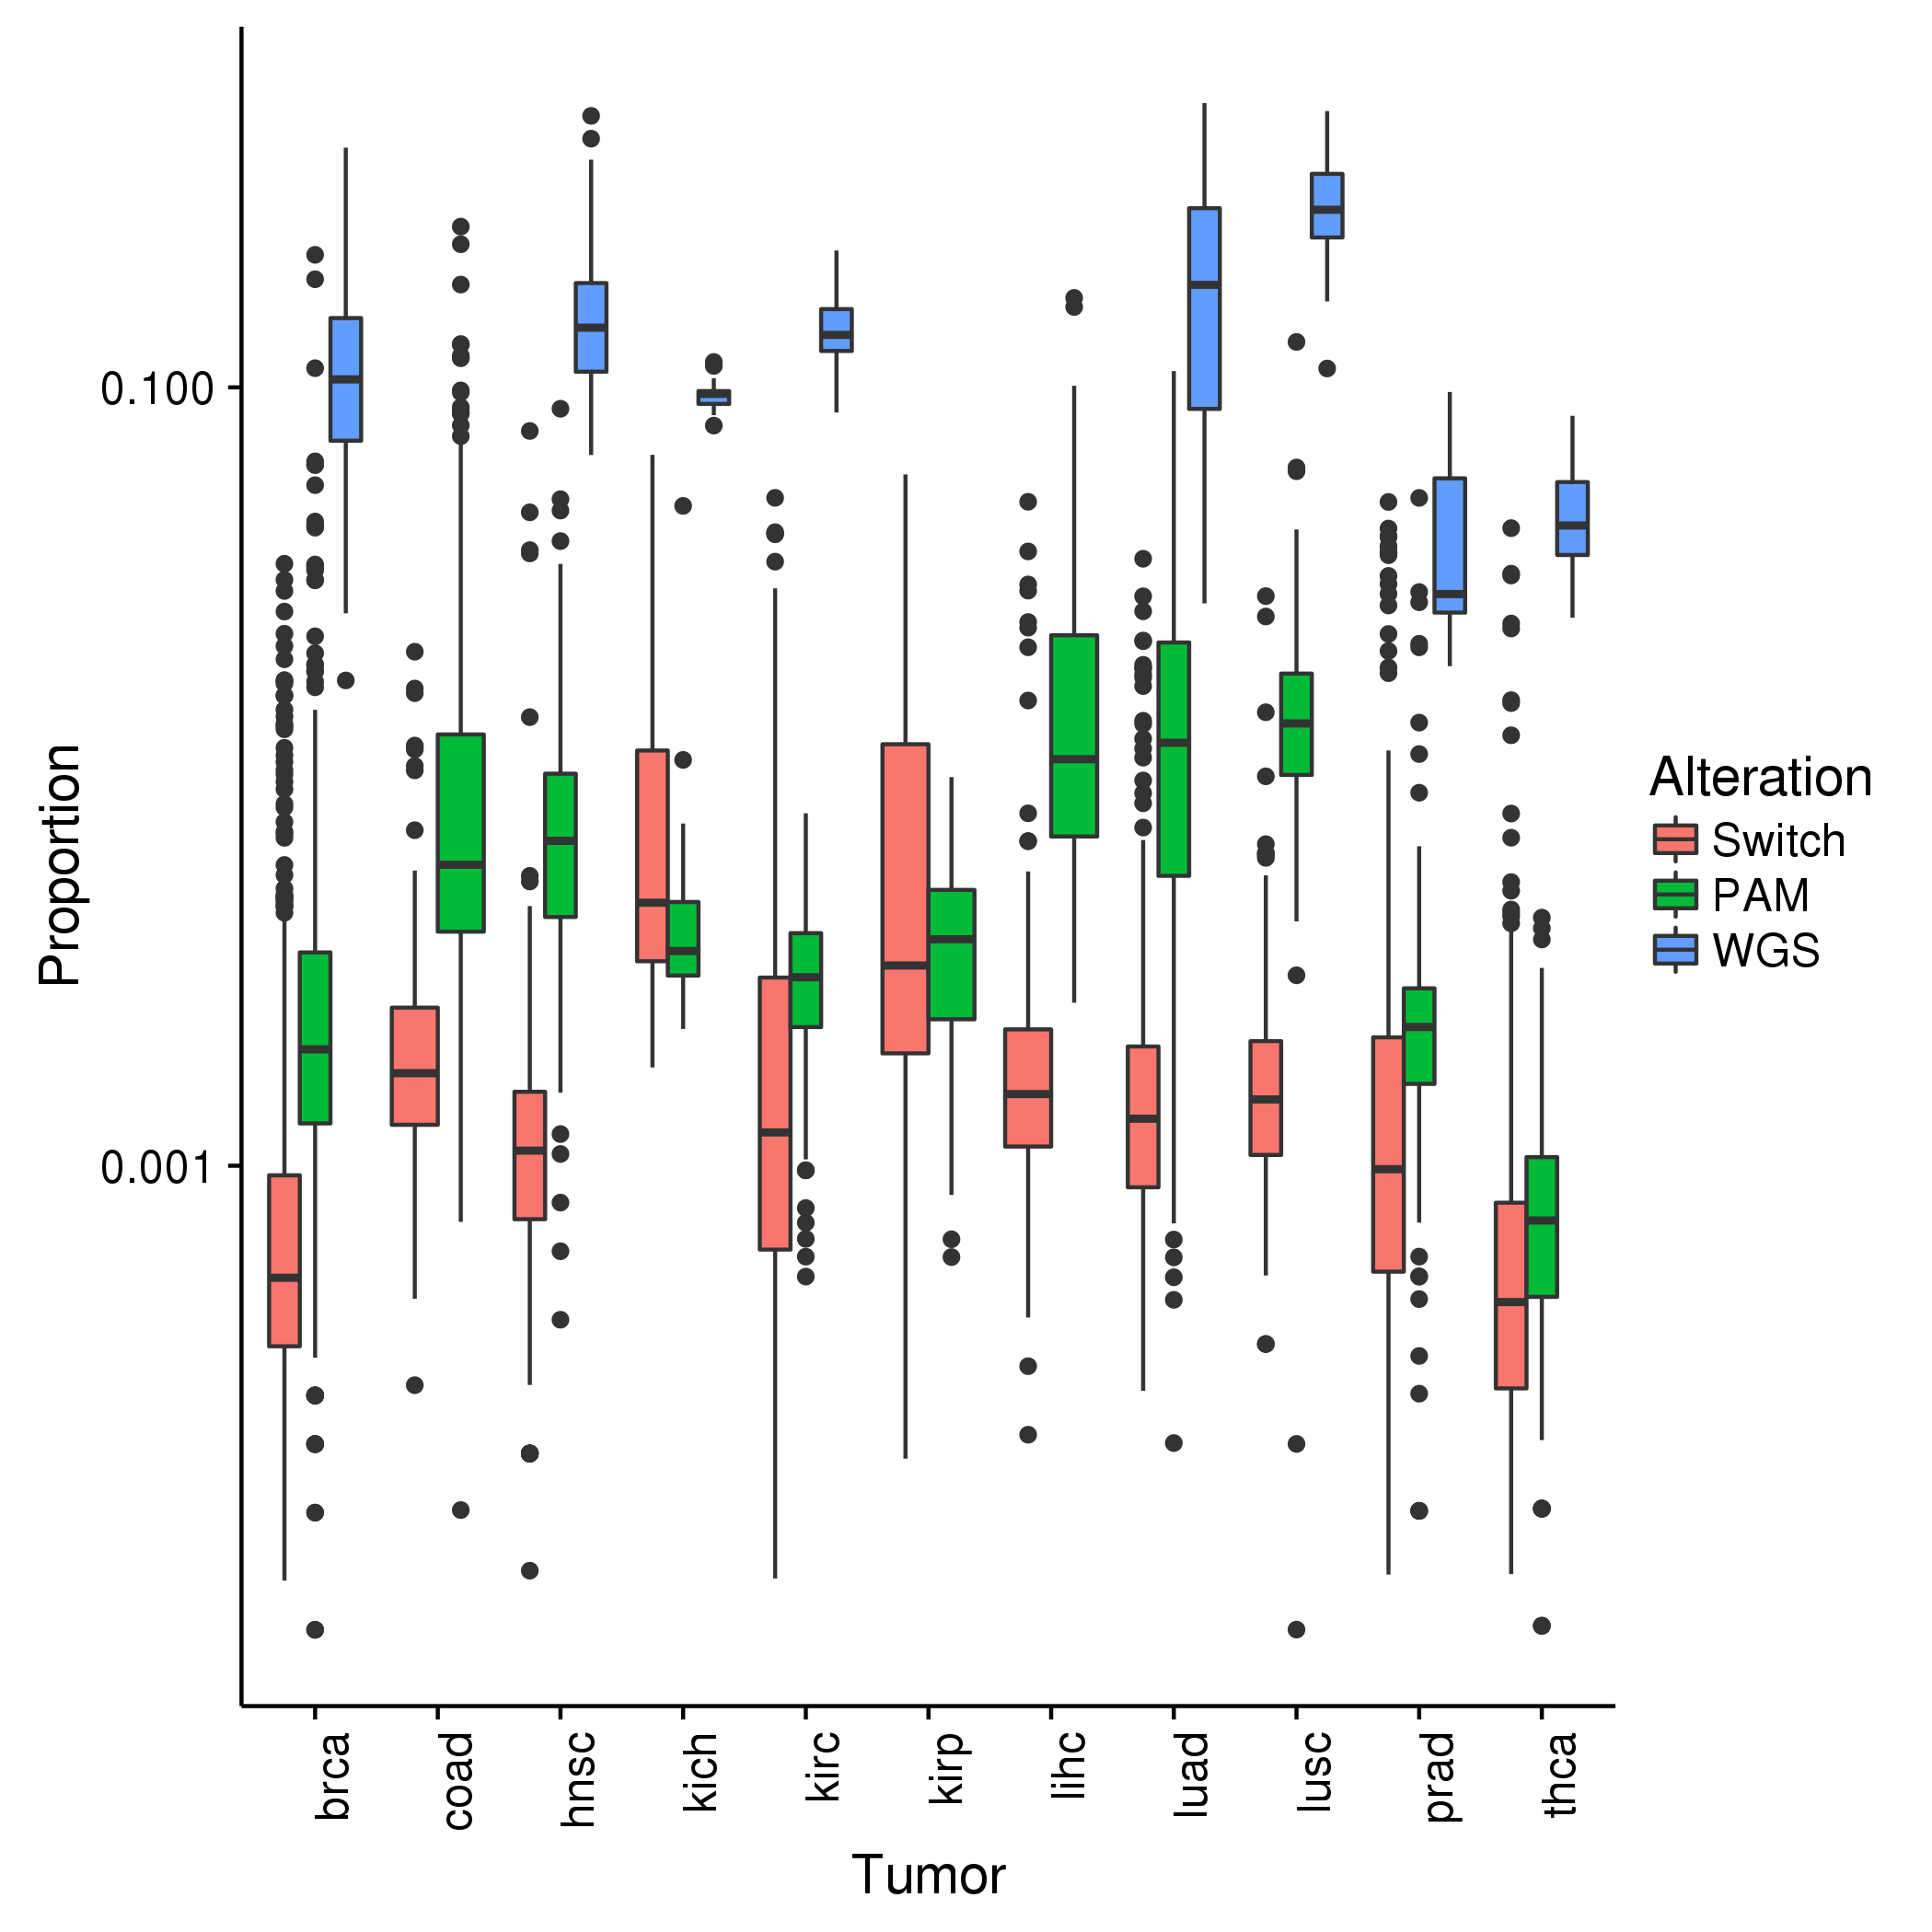 Proportion
0.100
0.001
brca
coad
hnsc
kich
kirc
kirp
lihc
luad
lusc
prad
thca
Tumor
Alteration
Switch
PAM
WGS